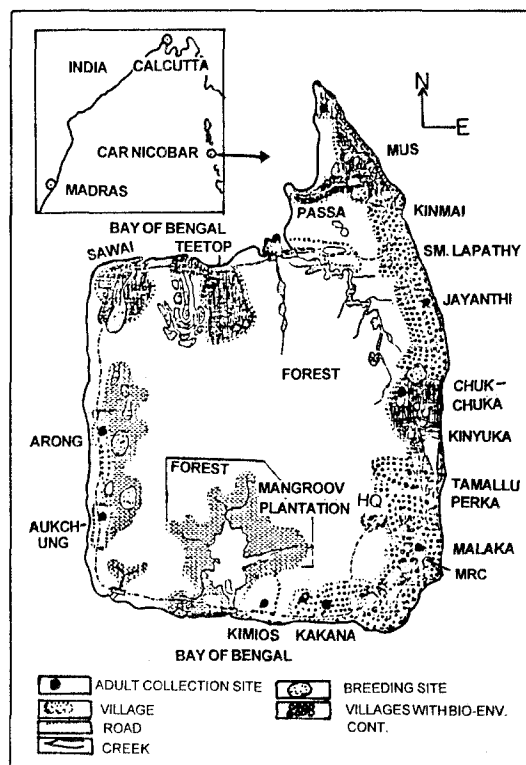 INDIA
CALCUTTA
CAR NICOBAR
MADRAS
N
E
MUS
PASSA
KINMAI
BAY OF BENGAL
TEETOP
SAWAI
SM. LAPATHY
JAYANTHI
FOREST
CHUK-
CHUKA
KINYUKA
ARONG
FOREST
MANGROOV
PLANTATION
HQ
TAMALLU
PERKA
AUKCH-
UNG
MALAKA
MRC
KIMIOS
KAKANA
BAY OF BENGAL
ADULT COLLECTION SITE
VILLAGE
ROAD
CREEK
BREEDING SITE
VILLAGES WITH BIO-ENV.
CONT.